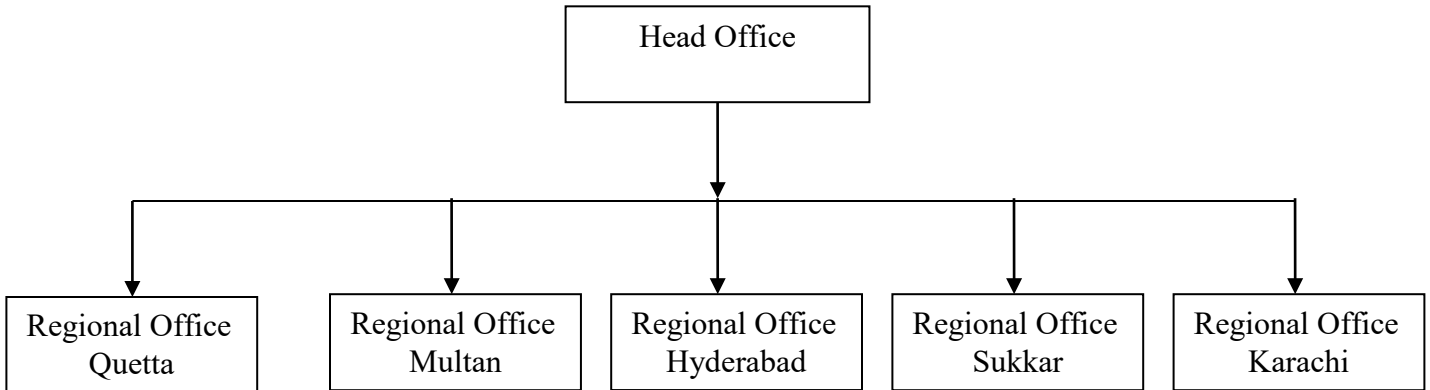 Head Office
Regional Office
Quetta
Regional Office
Multan
Regional Office
Hyderabad
Regional Office
Sukkar
Regional Office
Karachi